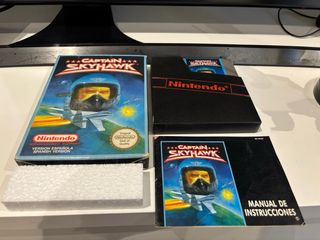 CAPTAIN
SKYHAWK
Nintendo
VERSION ESPAÑOLA
SPANISH VERSION
Nintendo
CAPTAIN
SKYHAWK
MANUAL DE
INSTRUCCIONES